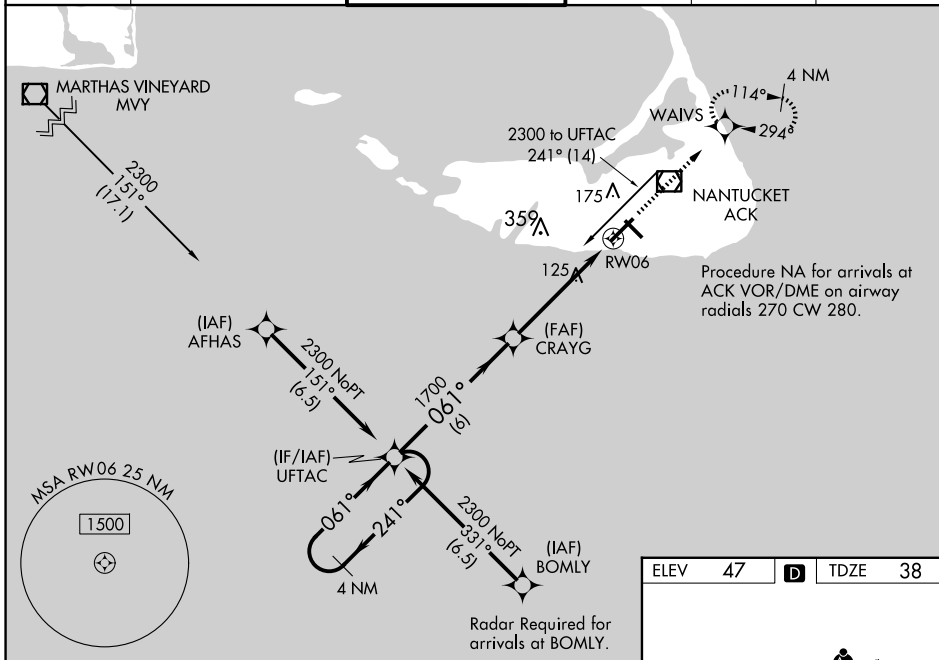 MARTHAS VINEYARD
MVY
2300
151°
(17.1)
4 NM
114°
294°
WAIVS
2300 to UFTAC
241° (14)
175
NANTUCKET
ACK
359
RW06
125
Procedure NA for arrivals at
ACK VOR/DME on airway
radials 270 CW 280.
(IAF)
AFHAS
2300 NoPT
151°
(6.5)
(FAF)
CRAYG
1700
061°
(6)
(IF/IAF)
UFTAC
MSA RW06 25 NM
1500
061°
241°
4 NM
2300 NoPT
331°
(6.5)
(IAF)
BOMLY
Radar Required for
arrivals at BOMLY.
ELEV 47 D TDZE 38